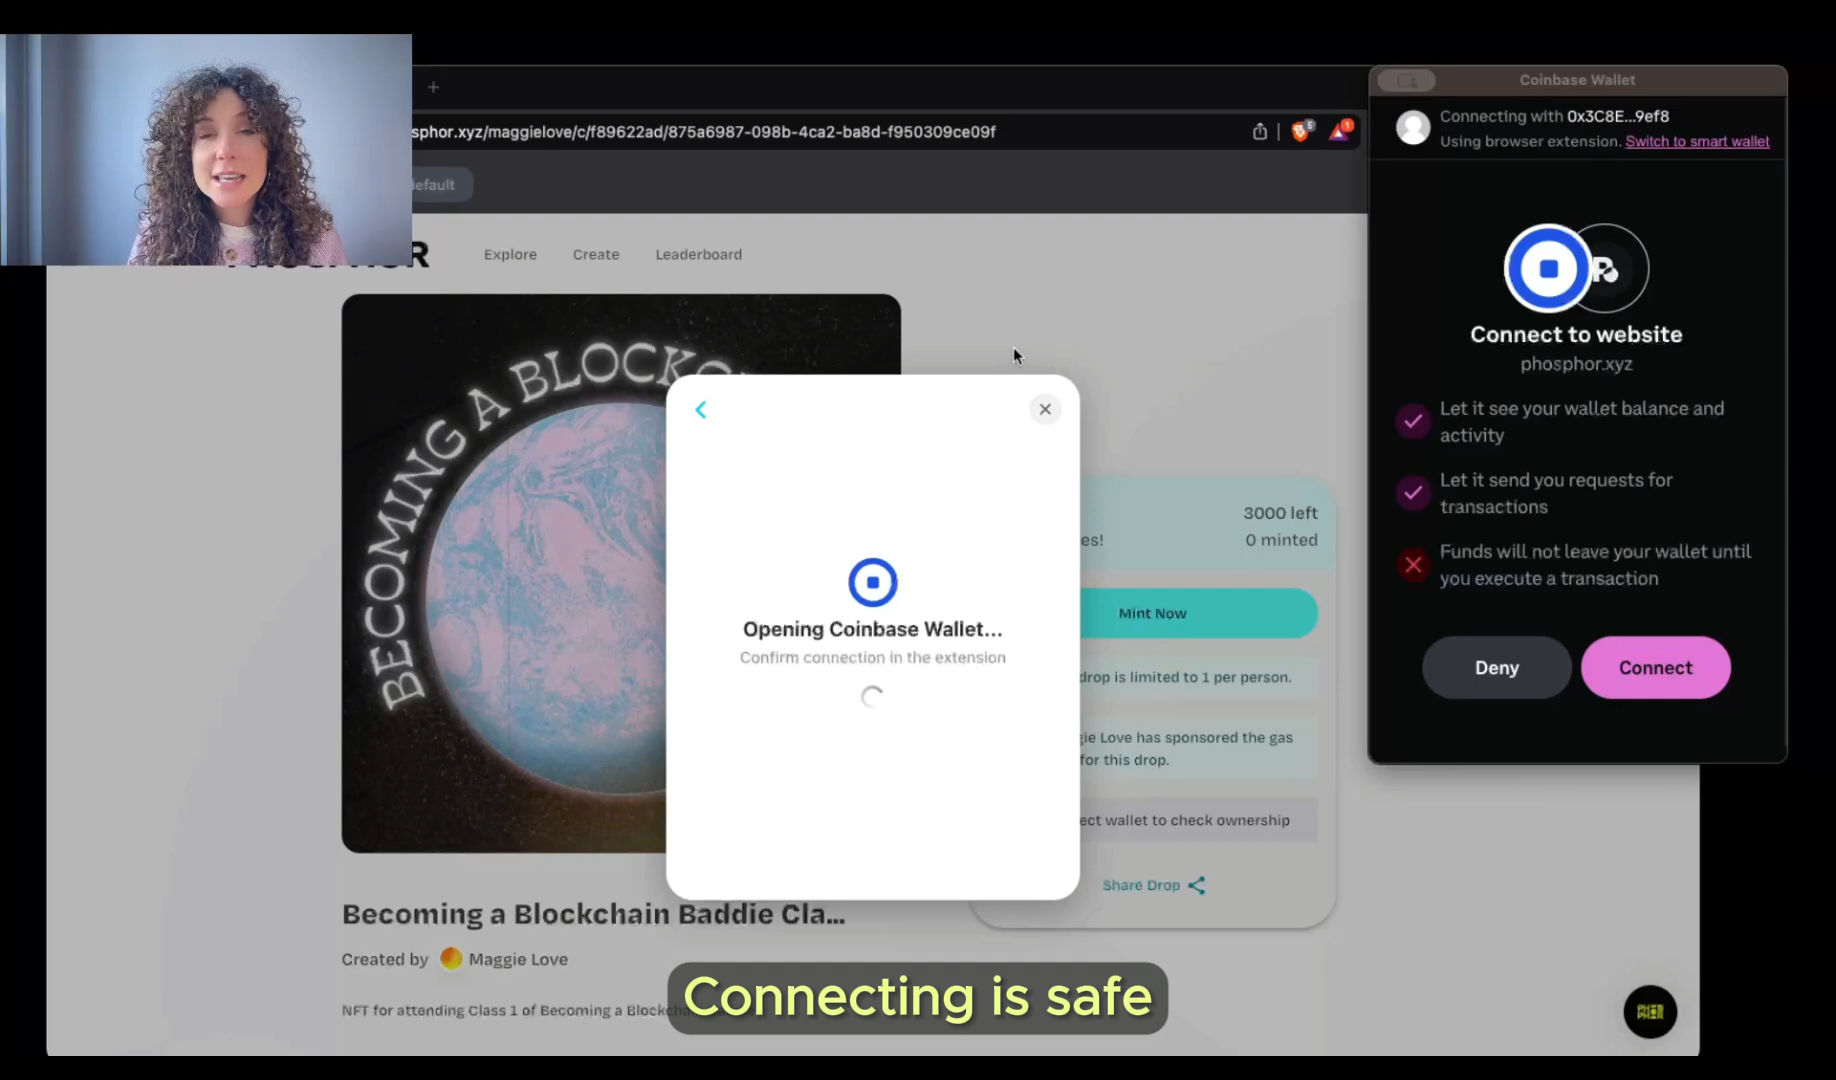 Coinbase Wallet
Connecting with 0x3C8E...9ef8
Using browser extension. Switch to smart wallet
sphor.xyz/maggielove/c/f89622ad/875a6987-098b-4ca2-ba8d-f950309ce09f
efault
Explore
Create
Leaderboard
BECOMING A BLOCK
Connect to website
phosphor.xyz
Let it see your wallet balance and
activity
Let it send you requests for
transactions
Funds will not leave your wallet until
you execute a transaction
Deny
Connect
Opening Coinbase Wallet...
Confirm connection in the extension
3000 left
es!
0 minted
Mint Now
drop is limited to 1 per person.
gie Love has sponsored the gas
for this drop.
ect wallet to check ownership
Share Drop
Becoming a Blockchain Baddie Cla...
Created by Maggie Love
NFT for attending Class 1 of Becoming a Blockch
Connecting is safe